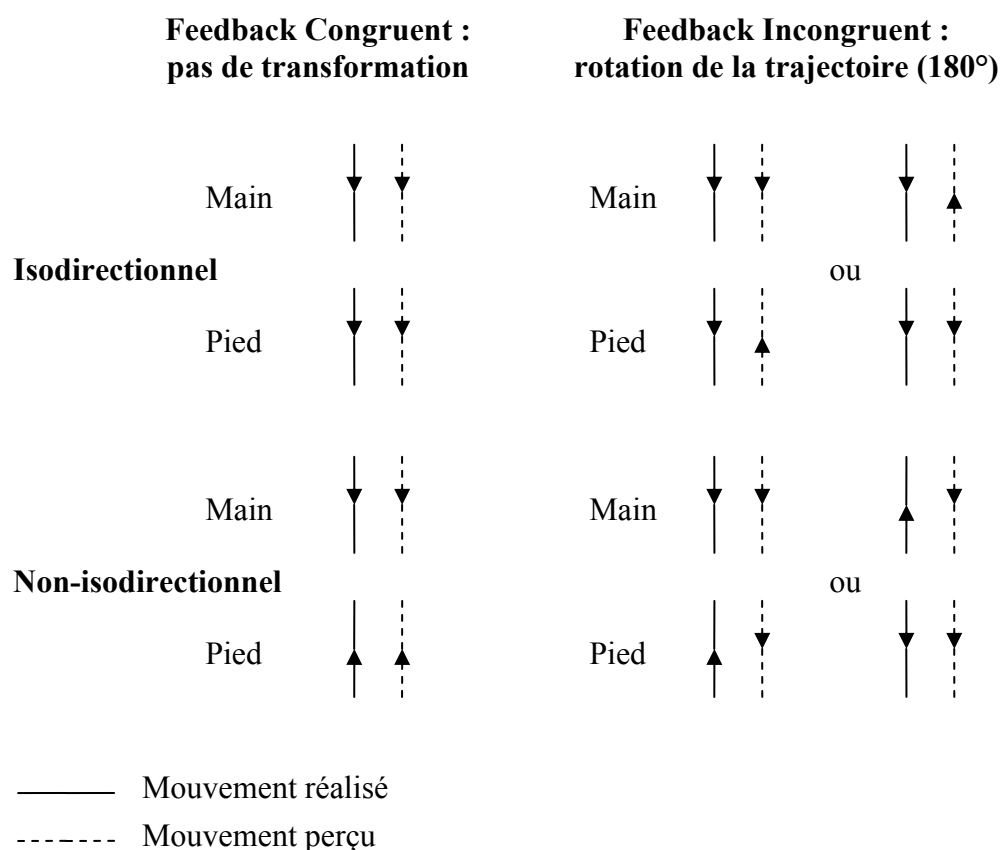 Feedback Congruent :
pas de transformation
Feedback Incongruent :
rotation de la trajectoire (180°)
Main
Main
Isodirectionnel
ou
Pied
Pied
Main
Main
Non-isodirectionnel
ou
Pied
Pied
Mouvement réalisé
Mouvement perçu